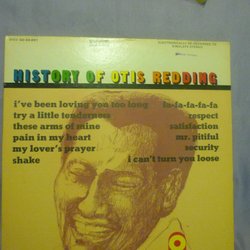 HISTORY OF OTIS REDDING
i've been loving you too long
try a little tenderness
these arms of mine
pain in my heart
my lover's prayer
shake
fa-fa-fa-fa-fa
respect
satisfaction
mr. pitiful
security
i can't turn you loose